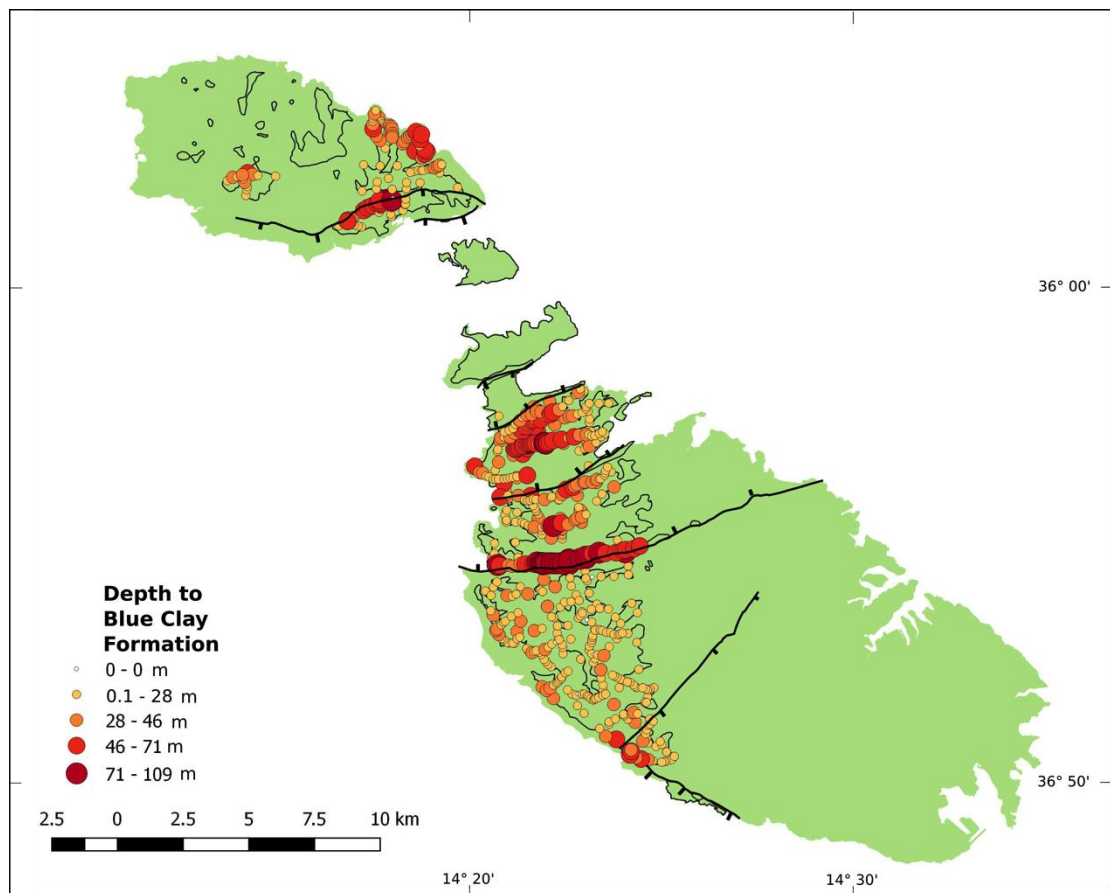 36° 00'
Depth to
Blue Clay
Formation
0 - 0 m
0.1 - 28 m
28 - 46 m
46 - 71 m
71 - 109 m
36° 50'
2.5 0 2.5 5 7.5 10 km
14° 20' 14° 30'